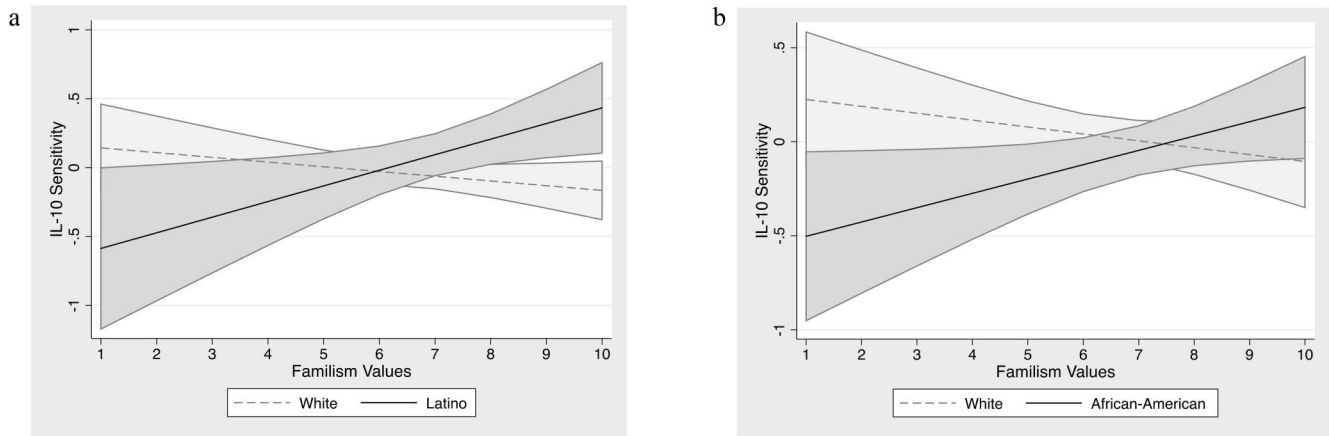 a
IL-10 Sensitivity
1
.5
0
-.5
-1
1 2 3 4 5 6 7 8 9 10
Familism Values
White Latino
b
IL-10 Sensitivity
.5
0
-.5
-1
1 2 3 4 5 6 7 8 9 10
Familism Values
White African-American